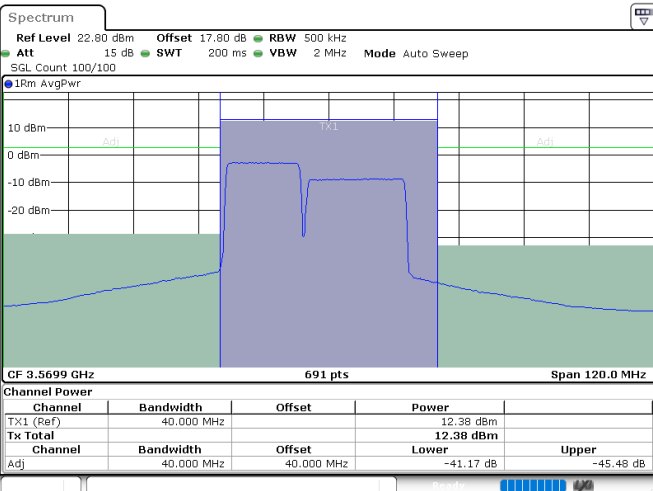 Spectrum
Ref Level 22.80 dBm Offset 17.80 dB RBW 500 kHz
Att 15 dB SWT 200 ms VBW 2 MHz Mode Auto Sweep
SGL Count 100/100
1Rm AvgPwr
TX1
10 dBm
Adj Adj
0 dBm
-10 dBm
-20 dBm
CF 3.5699 GHz 691 pts Span 120.0 MHz
Channel Power
Channel Bandwidth Offset Power
TX1 (Ref) 40.000 MHz 12.38 dBm
Tx Total 12.38 dBm
Channel Bandwidth Offset Lower Upper
Adj 40.000 MHz 40.000 MHz -41.17 dB -45.48 dB
Ready